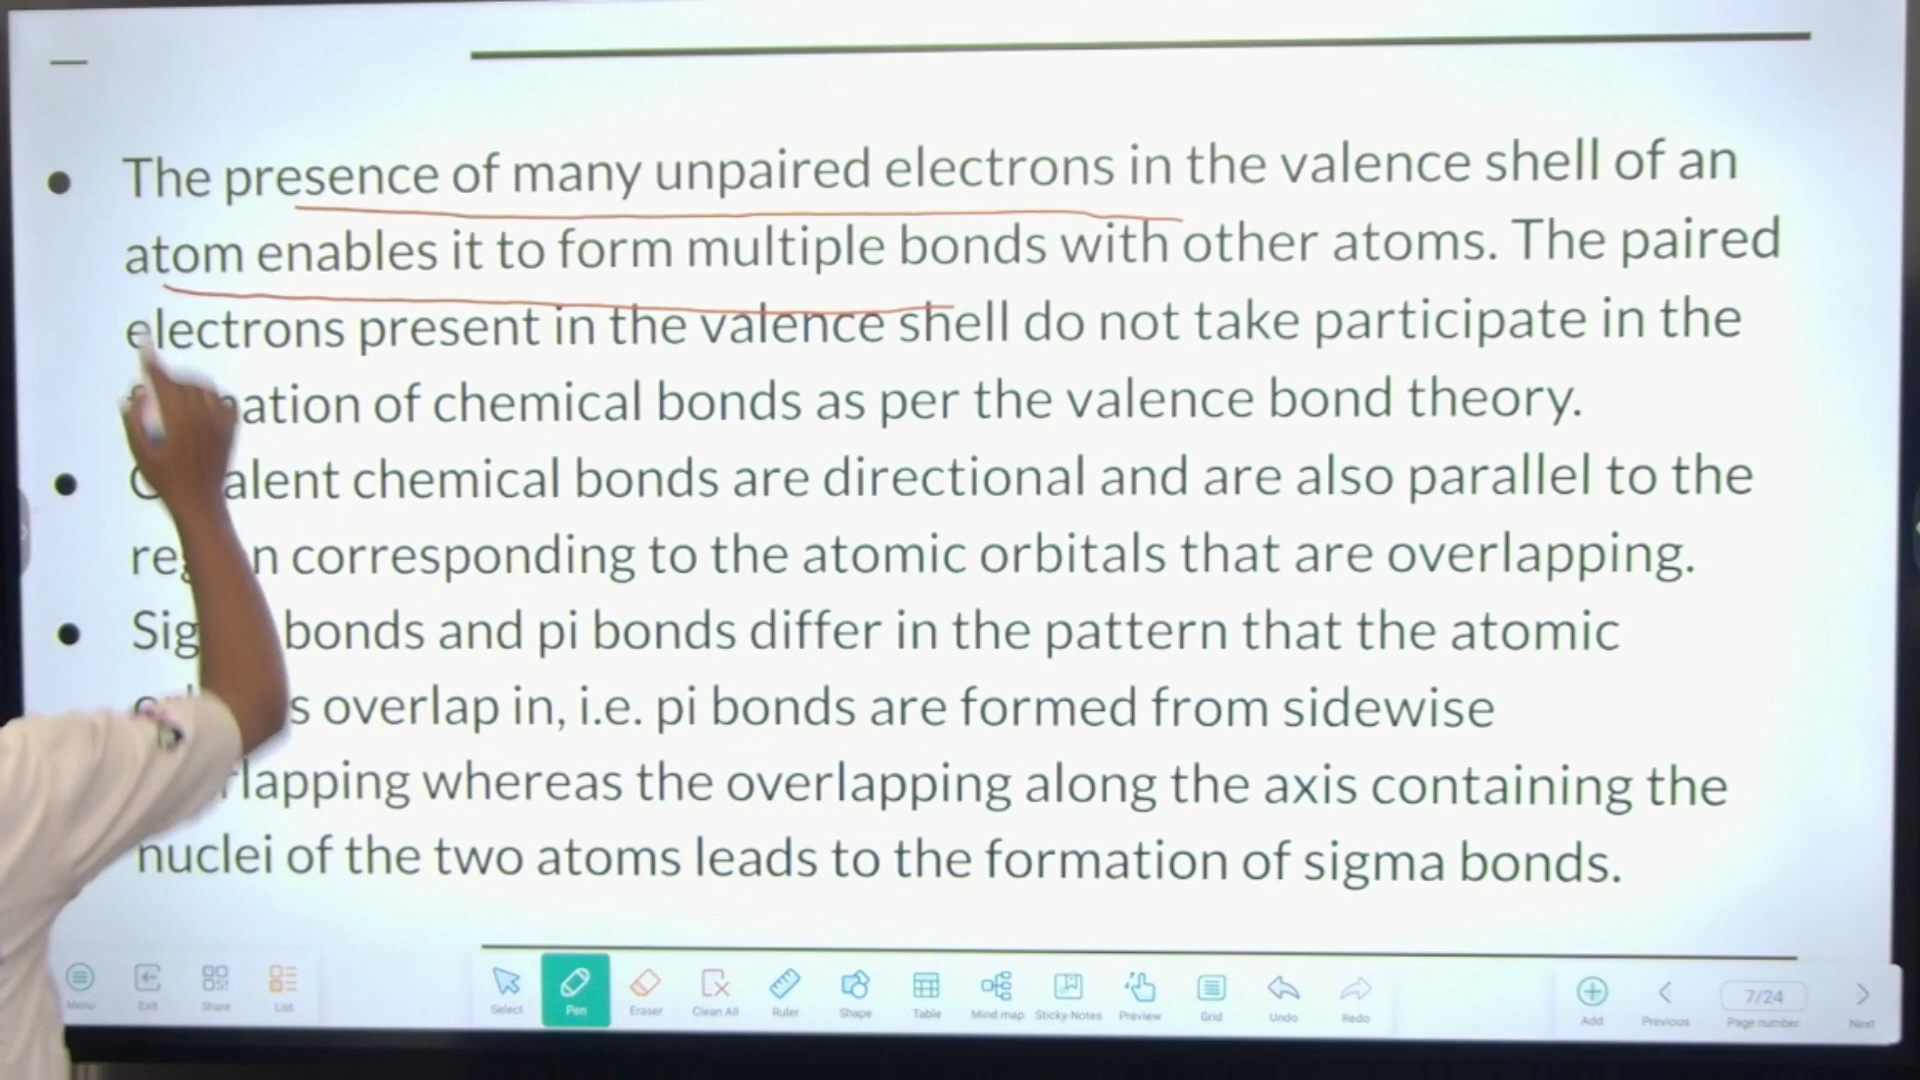 The presence of many unpaired electrons in the valence shell of an
atom enables it to form multiple bonds with other atoms. The paired
electrons present in the valence shell do not take participate in the
ation of chemical bonds as per the valence bond theory.
alent chemical bonds are directional and are also parallel to the
corresponding to the atomic orbitals that are overlapping.
bonds and pi bonds differ in the pattern that the atomic
overlap in, i.e. pi bonds are formed from sidewise
lapping whereas the overlapping along the axis containing the
nuclei of the two atoms leads to the formation of sigma bonds.
Menu Exit Share List Select Pen Eraser Clean All Ruler Shape Table Mind map Sticky-Notes Preview Grid Undo Redo Add Previous 7/24 Page number Next